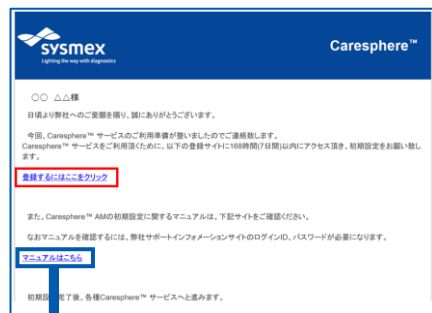 sysmex
Lighting the way with diagnostics
Caresphere™
○○ △△様
日頃より弊社へのご愛顧を賜り、誠にありがとうございます。
今回、Caresphere™ サービスのご利用準備が整いましたのでご連絡致します。
Caresphere™ サービスをご利用頂くために、以下の登録サイトに168時間(7日間)以内にアクセス頂き、初期設定をお願い致し
ます。
登録するにはここをクリック
また、Caresphere™ AMの初期設定に関するマニュアルは、下記サイトをご確認ください。
なおマニュアルを確認するには、弊社サポートインフォメーションサイトのログインID、パスワードが必要になります。
マニュアルはこちら
初期設 完了後、各種Caresphere™ サービスへと進みます。